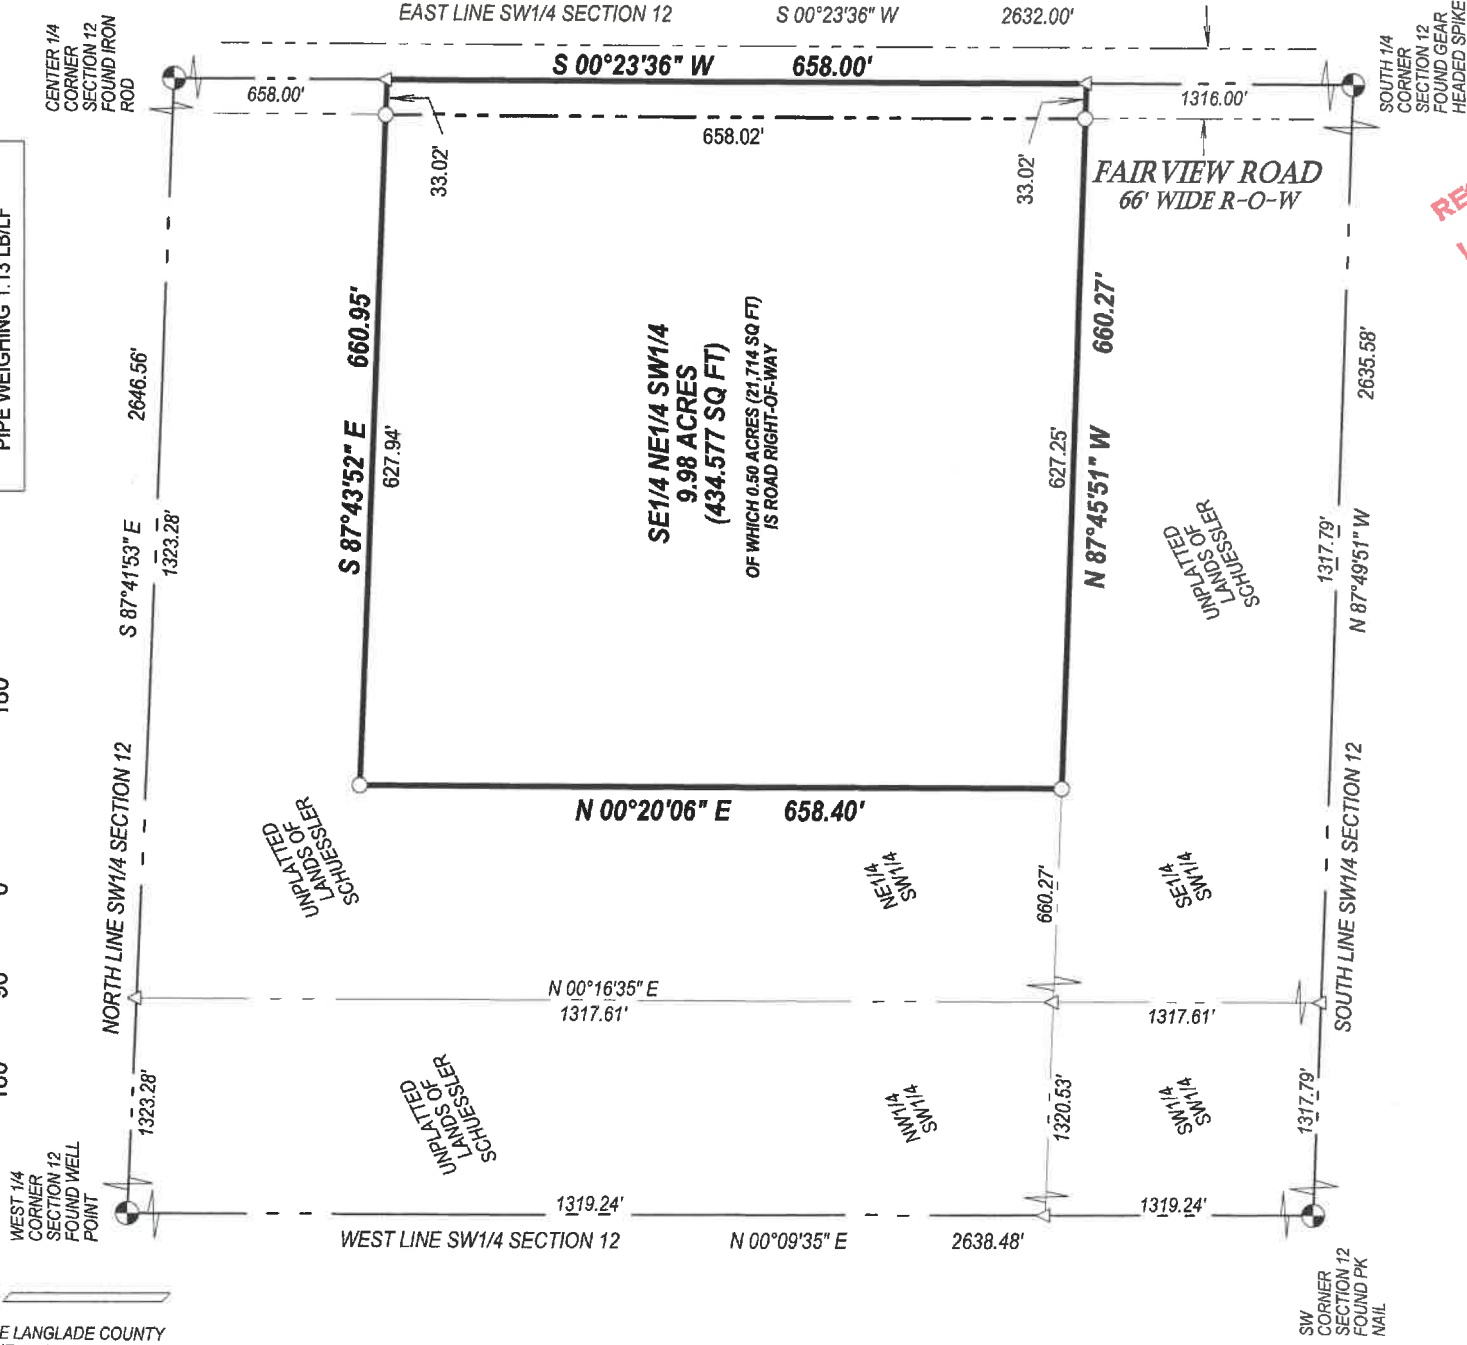 EAST LINE SW1/4 SECTION 12 S 00°23'36" W 2632.00'
CENTER 1/4
CORNER
SECTION 12
FOUND IRON
ROD
SOUTH 1/4
CORNER
SECTION 12
FOUND GEAR
HEADED SPIKE
S 00°23'36" W 658.00'
658.00'
1316.00'
658.02'
33.02'
33.02'
FAIRVIEW ROAD
66' WIDE R-O-W
PIPE WEIGHING 1.13 LB/LF
2646.56'
S 87°41'53" E
1323.28'
S 87°43'52" E 660.95'
627.94'
SE1/4 NE1/4 SW1/4
9.98 ACRES
(434.577 SQ FT)
OF WHICH 0.50 ACRES (21,714 SQ FT)
IS ROAD RIGHT-OF-WAY
627.25'
N 87°45'51" W 660.27'
2635.58'
1317.79'
N 87°49'51" W
UNPLATTED
LANDS OF
SCHUESSLER
N 00°20'06" E 658.40'
NORTH LINE SW1/4 SECTION 12
UNPLATTED
LANDS OF
SCHUESSLER
NE1/4
SW1/4
660.27'
SE1/4
SW1/4
SOUTH LINE SW1/4 SECTION 12
N 00°16'35" E
1317.61'
1317.61'
1323.28'
UNPLATTED
LANDS OF
SCHUESSLER
NW1/4
SW1/4
1320.53'
SW1/4
SW1/4
1317.79'
WEST 1/4
CORNER
SECTION 12
FOUND WELL
POINT
1319.24'
1319.24'
WEST LINE SW1/4 SECTION 12 N 00°09'35" E 2638.48'
SW
CORNER
SECTION 12
FOUND PK
NAIL
E LANGLADE COUNTY